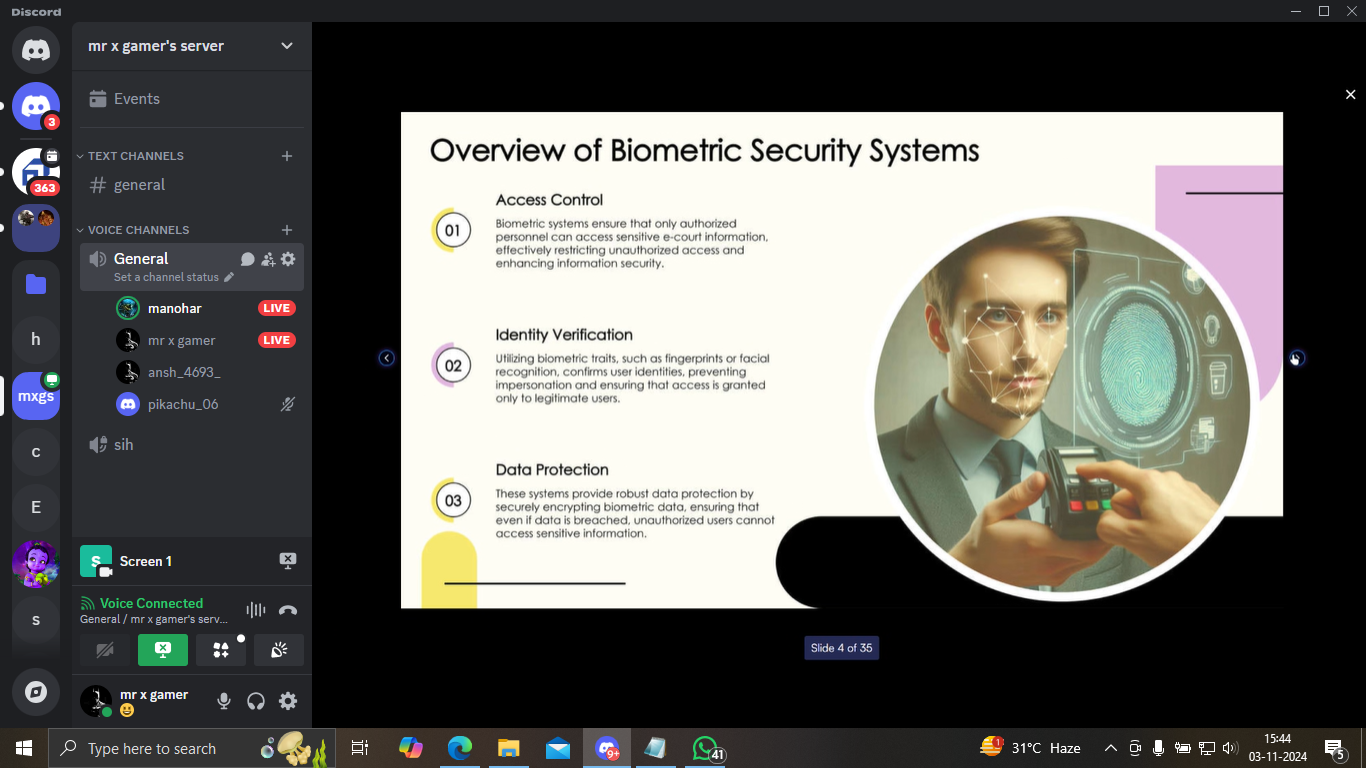 Discord
mr x gamer's server
Events
TEXT CHANNELS
general
VOICE CHANNELS
General
Set a channel status
manohar
LIVE
mr x gamer
LIVE
ansh_4693_
pikachu_06
sih
3
363
h
mxgs
c
E
s
S
Screen 1
Voice Connected
General / mr x gamer's serv...
mr x gamer
Overview of Biometric Security Systems
01
Access Control
Biometric systems ensure that only authorized
personnel can access sensitive e-court information,
effectively restricting unauthorized access and
enhancing information security.
02
Identity Verification
Utilizing biometric traits, such as fingerprints or facial
recognition, confirms user identities, preventing
impersonation and ensuring that access is granted
only to legitimate users.
03
Data Protection
These systems provide robust data protection by
securely encrypting biometric data, ensuring that
even if data is breached, unauthorized users cannot
access sensitive information.
Slide 4 of 35
Type here to search
9+
41
1
31°C Haze
15:44
03-11-2024
5